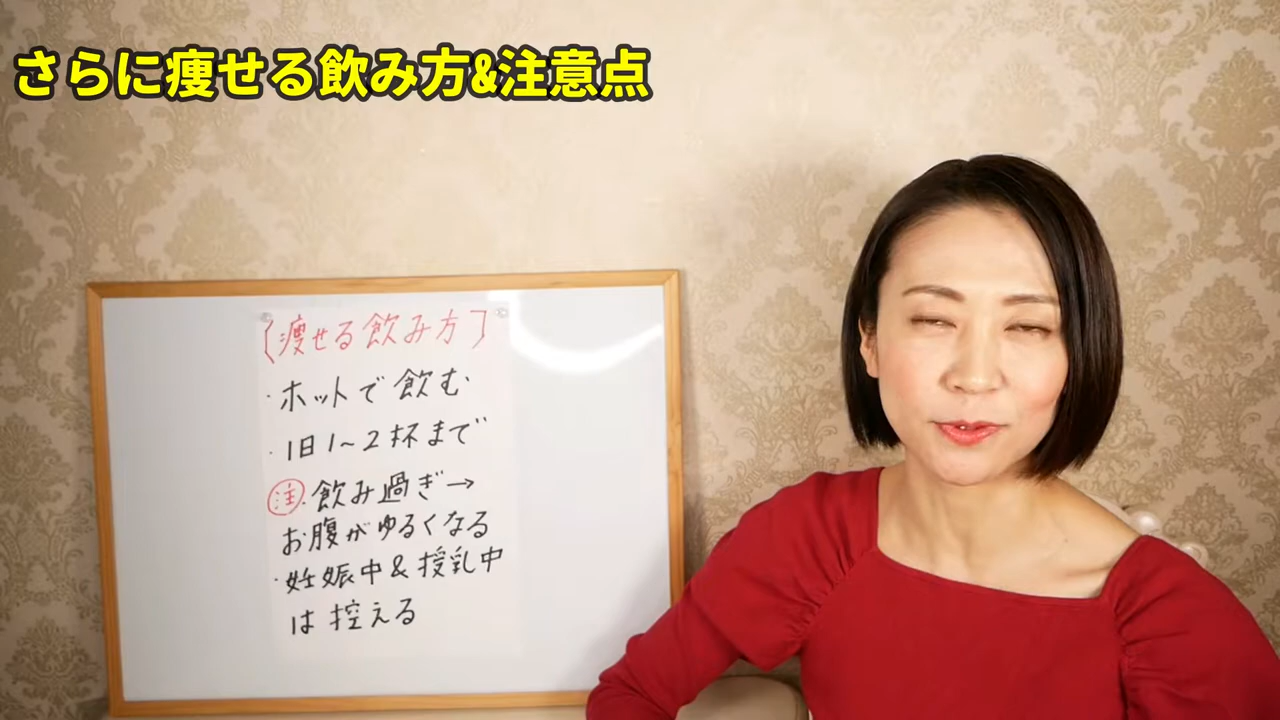 さらに痩せる飲み方&注意点
[痩せる飲み方]
・ホットで飲む
・1日1~2杯まで
注・飲み過ぎ→
お腹がゆるくなる
・妊娠中&授乳中
は控える